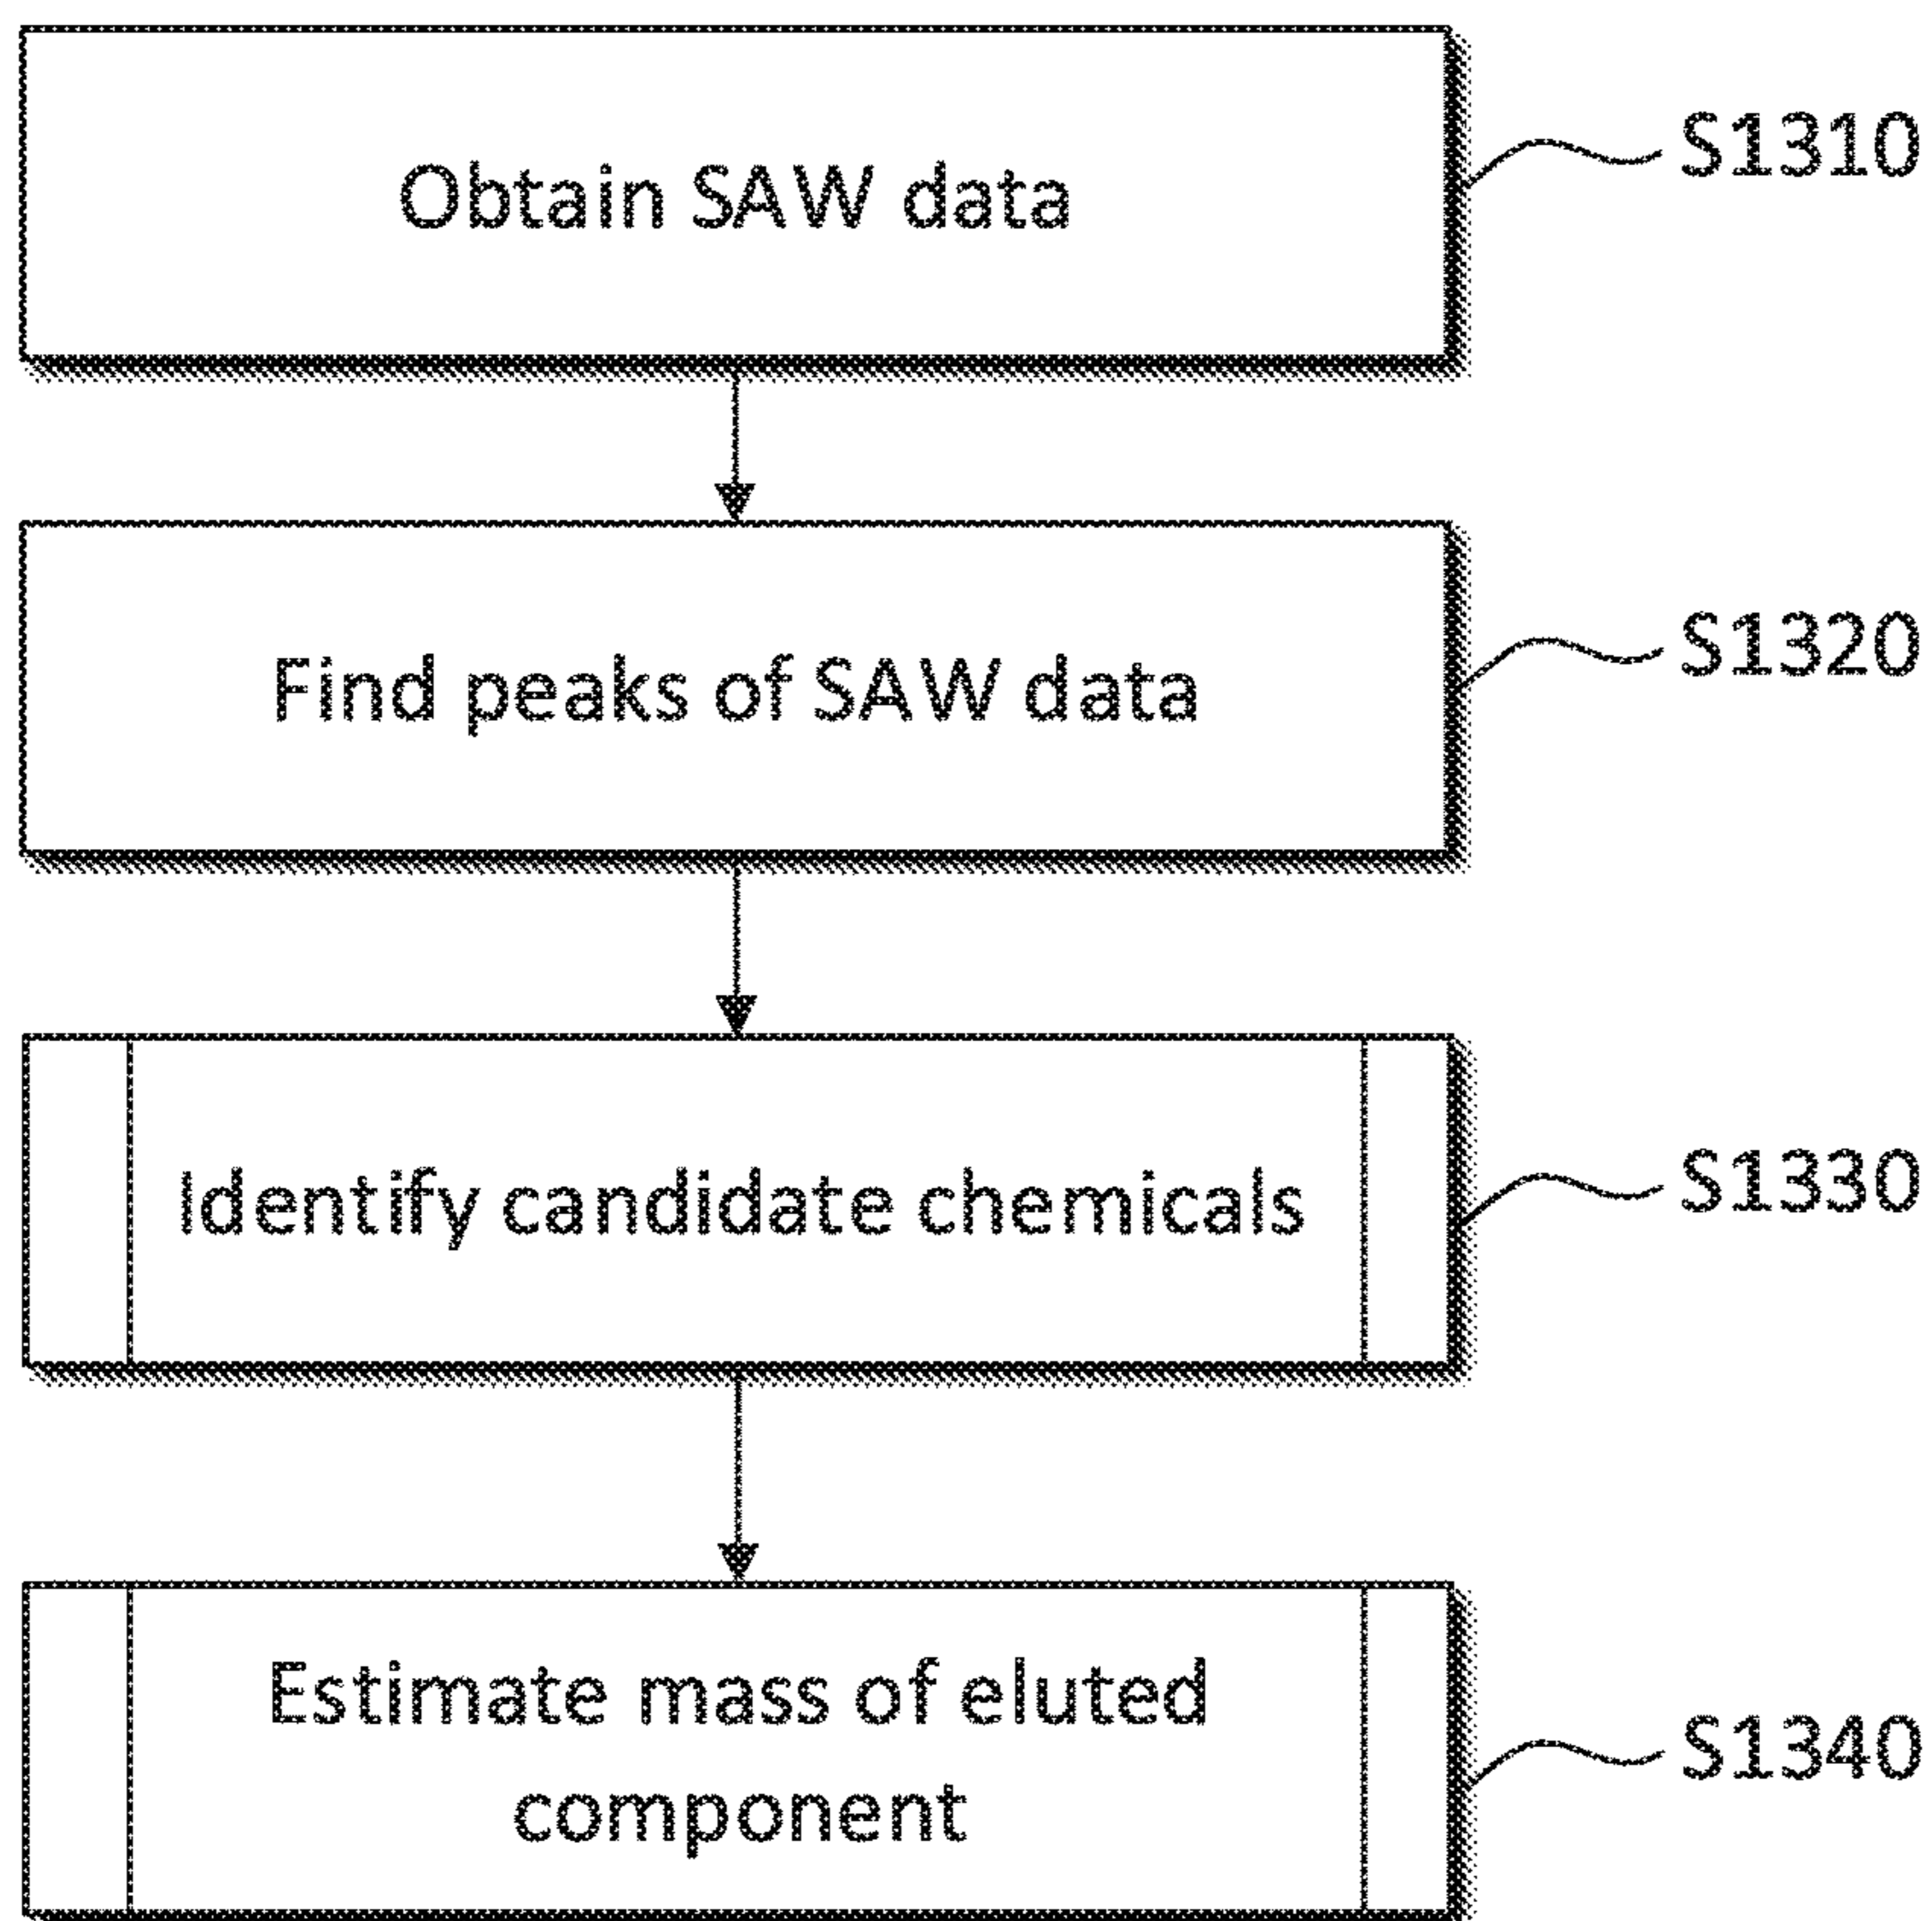 Obtain SAW data
S1310
Find peaks of SAW data
S1320
Identify candidate chemicals
S1330
Estimate mass of eluted
component
S1340